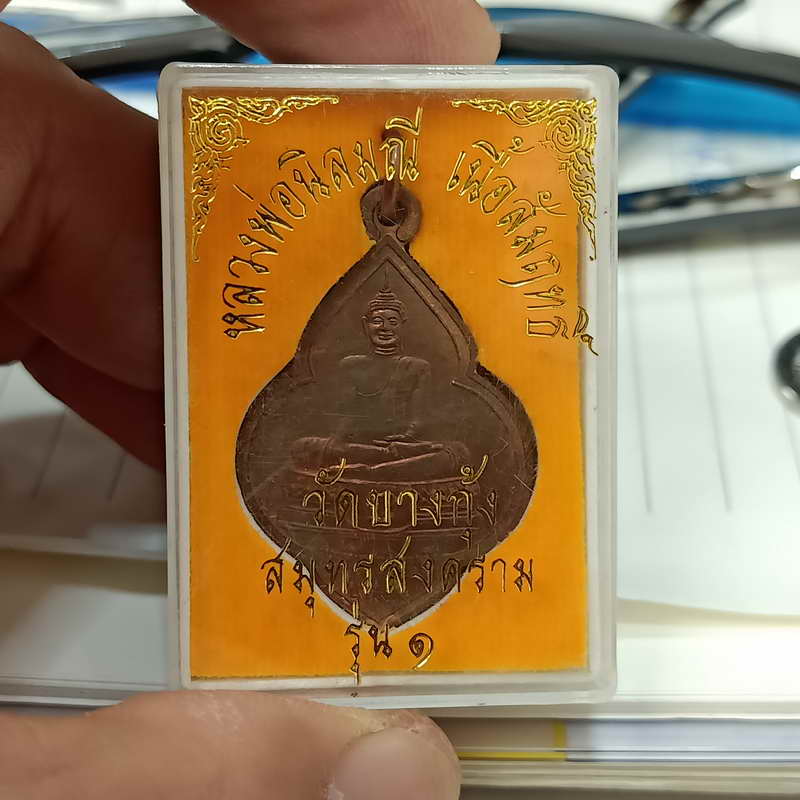 หลวงพ่อนิลมณี เนื้อสัมฤทธิ์
วัดบางกุ้ง
สมุทรสงคราม
รุ่น ๑